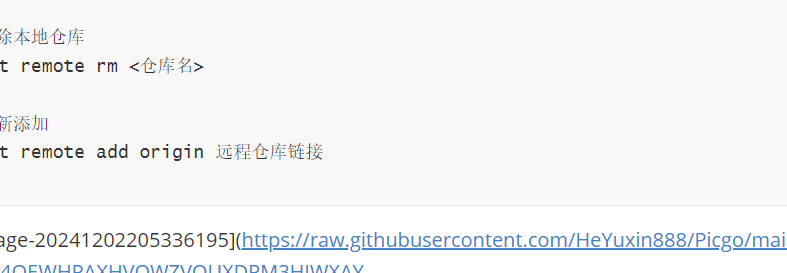 除本地仓库
t remote rm <仓库名>
新添加
t remote add origin 远程仓库链接
age-20241202205336195](https://raw.githubusercontent.com/HeYuxin888/Picgo/mai